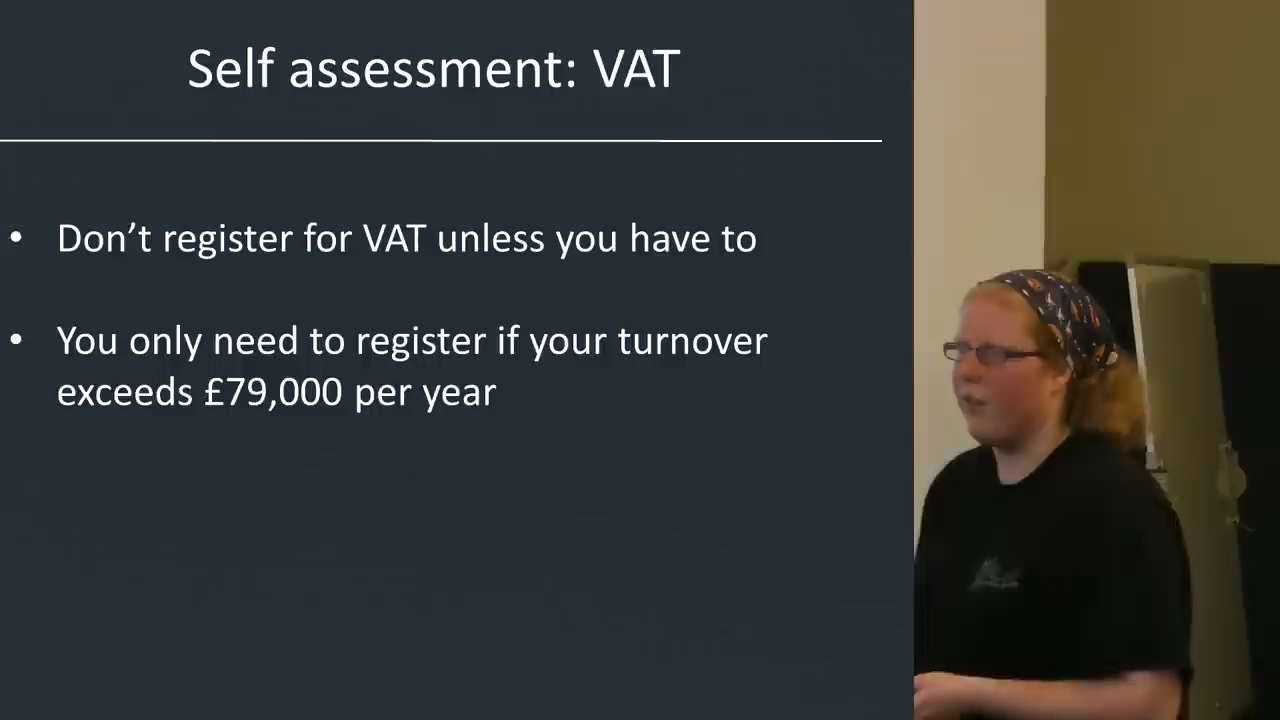 Self assessment: VAT
• Don’t register for VAT unless you have to
• You only need to register if your turnover
exceeds £79,000 per year